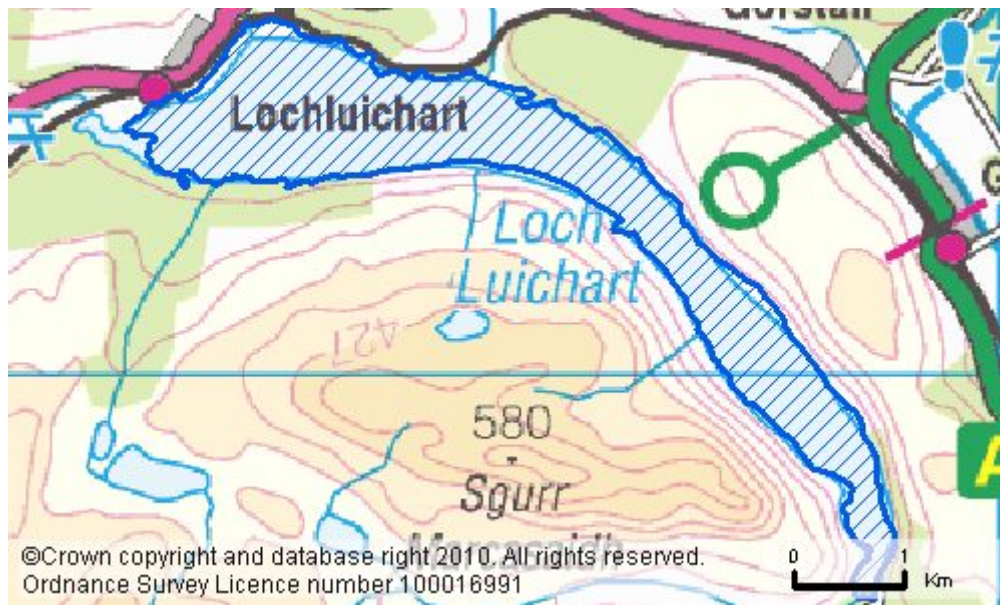 Gorstan
Lochluichart
Loch
Luichart
427
580
Sgurr
A
G
©Crown copyright and database right 2010. All rights reserved.
Ordnance Survey Licence number 100016991
0 1
Km